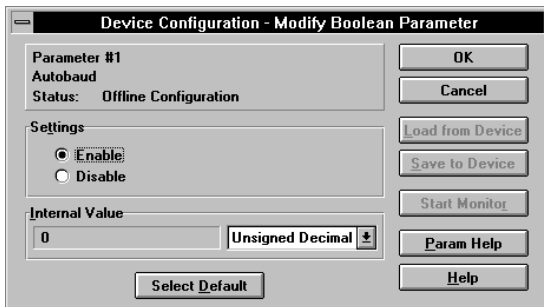 Device Configuration - Modify Boolean Parameter
Parameter #1
Autobaud
Status: Offline Configuration
Settings
Enable
Disable
Internal Value
0
Unsigned Decimal
Select Default
OK
Cancel
Load from Device
Save to Device
Start Monitor
Param Help
Help